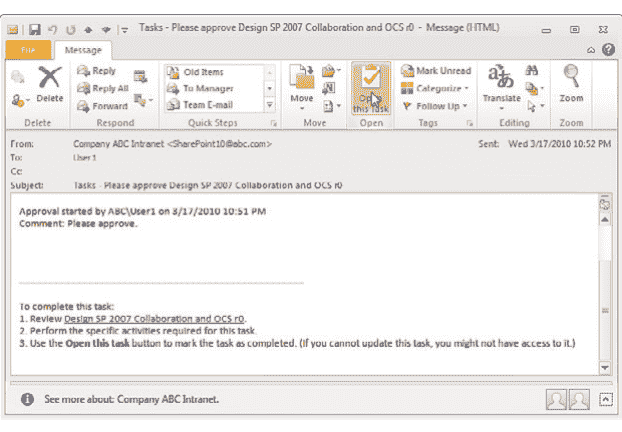 Tasks - Please approve Design SP 2007 Collaboration and OCS r0 - Message (HTML)
File Message
Delete
Reply
Reply All
Forward
Old Items
To Manager
Team E-mail
Move
Open this Task
Mark Unread
Categorize
Follow Up
Translate
Zoom
Delete Respond Quick Steps Move Open Tags Editing Zoom
From: Company ABC Intranet <SharePoint10@abc.com> Sent: Wed 3/17/2010 10:52 PM
To: User1
Cc:
Subject: Tasks - Please approve Design SP 2007 Collaboration and OCS r0
Approval started by ABC\User1 on 3/17/2010 10:51 PM
Comment: Please approve.
To complete this task:
1. Review Design SP 2007 Collaboration and OCS r0.
2. Perform the specific activities required for this task.
3. Use the Open this task button to mark the task as completed. (If you cannot update this task, you might not have access to it.)
See more about: Company ABC Intranet.